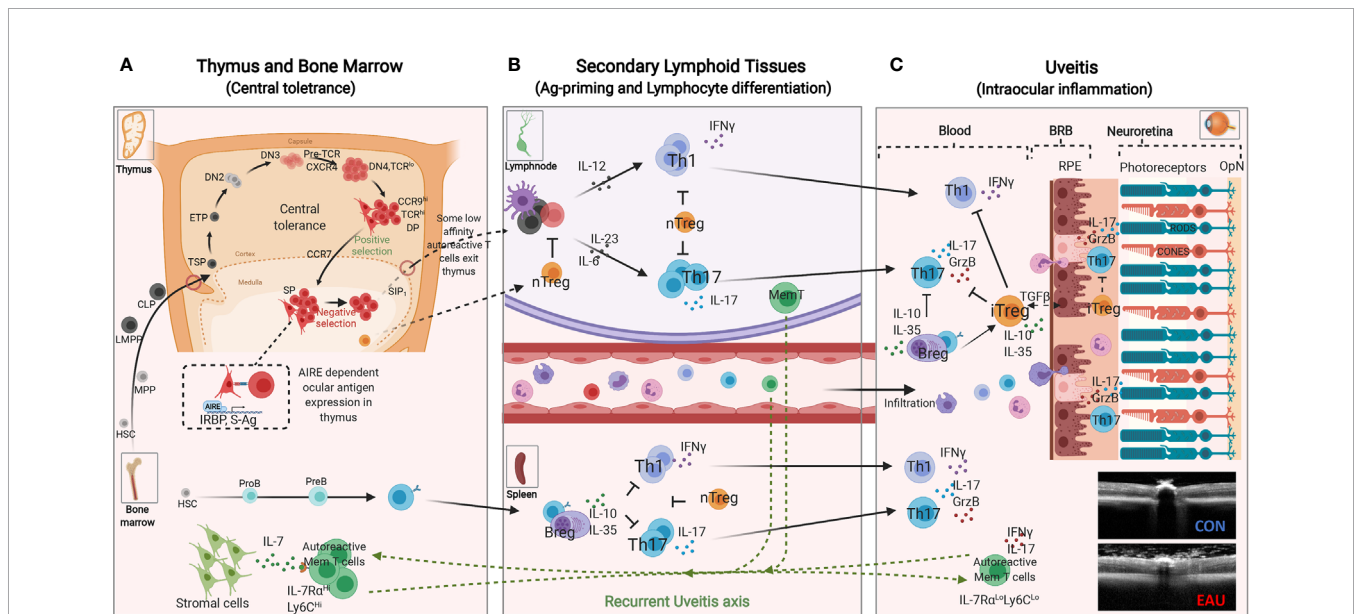 A
Thymus and Bone Marrow
(Central toletrance)
Thymus
Capsule
DN3
Pre-TCR
CXCR4
DN4,TCRlo
DN2
CCR9hi
TCRhi
DP
ETP
Central
tolerance
Positive
selection
Some low
affinity
autoreactive T
cells exit
thymus
TSP
Cortex
CCR7
Medulla
SP
SIP1
Negative
selection
CLP
LMPP
MPP
HSC
AIRE
IRBP, S-Ag
AIRE dependent
ocular antigen
expression in
thymus
Bone
marrow
HSC
ProB
PreB
IL-7
Autoreactive
Mem T cells
IL-7RαHi
Ly6CHi
Stromal cells
B
Secondary Lymphoid Tissues
(Ag-priming and Lymphocyte differentiation)
Lymphnode
IFNγ
IL-12
Th1
nTreg
IL-23
IL-6
nTreg
Th17
IL-17
MemT
Spleen
IFNγ
Th1
nTreg
IL-10
IL-35
Breg
Th17
IL-17
Recurrent Uveitis axis
C
Uveitis
(Intraocular inflammation)
Blood
BRB
Neuroretina
RPE
Photoreceptors
OpN
Th1
IFNγ
IL-17
GrzB
Th17
IL-17
GrzB
Th17
RODS
CONES
TGFβ
iTreg
iTreg
IL-10
IL-35
Breg
IL-10
IL-35
Infiltration
IL-17
GrzB
Th17
Th1
IFNγ
IL-17
GrzB
Th17
IFNγ
IL-17
Autoreactive
Mem T cells
IL-7RαLoLy6CLo
CON
EAU